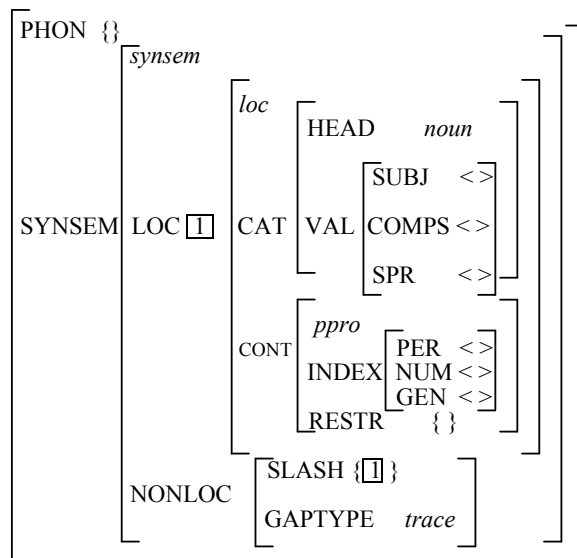 PHON {}
synsem
loc
HEAD noun
SUBJ < >
SYNSEM LOC 1 CAT VAL COMPS < >
SPR < >
ppro
CONT PER < >
INDEX NUM < >
GEN < >
RESTR { }
SLASH { 1 }
NONLOC
GAPTYPE trace